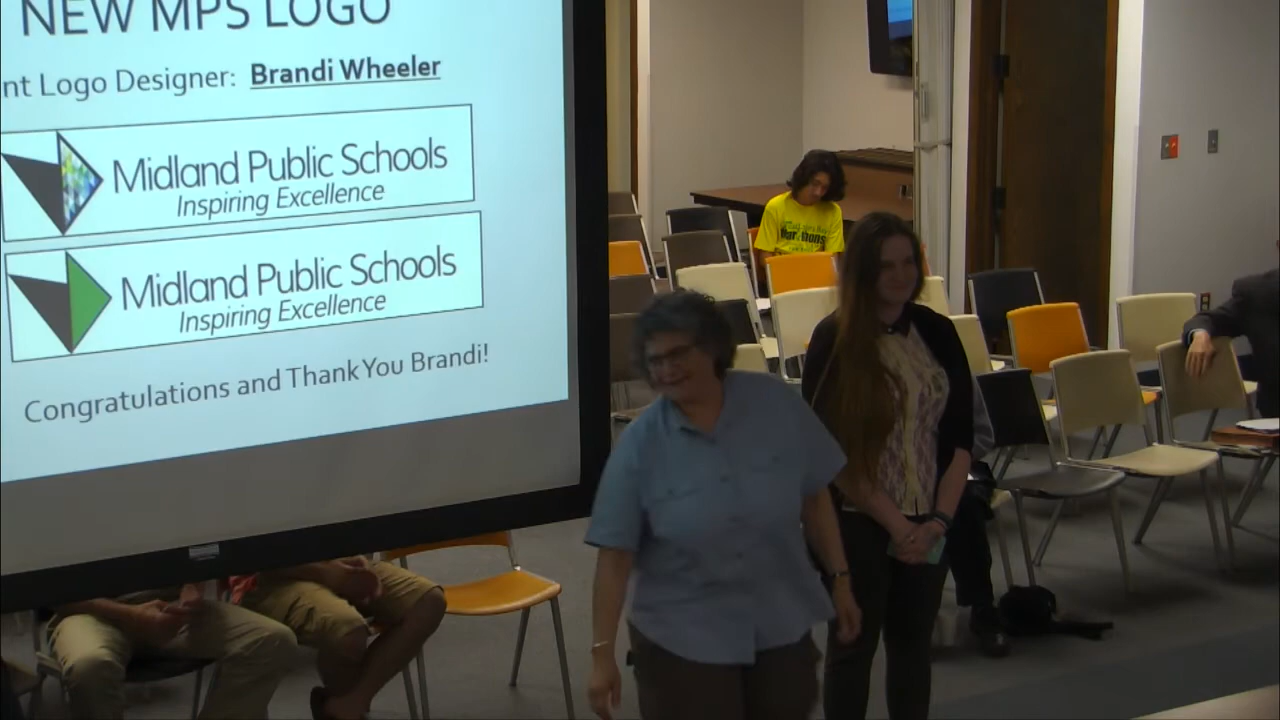 NEW MPS LOGO
nt Logo Designer: Brandi Wheeler
Midland Public Schools
Inspiring Excellence
Midland Public Schools
Inspiring Excellence
Congratulations and Thank You Brandi!